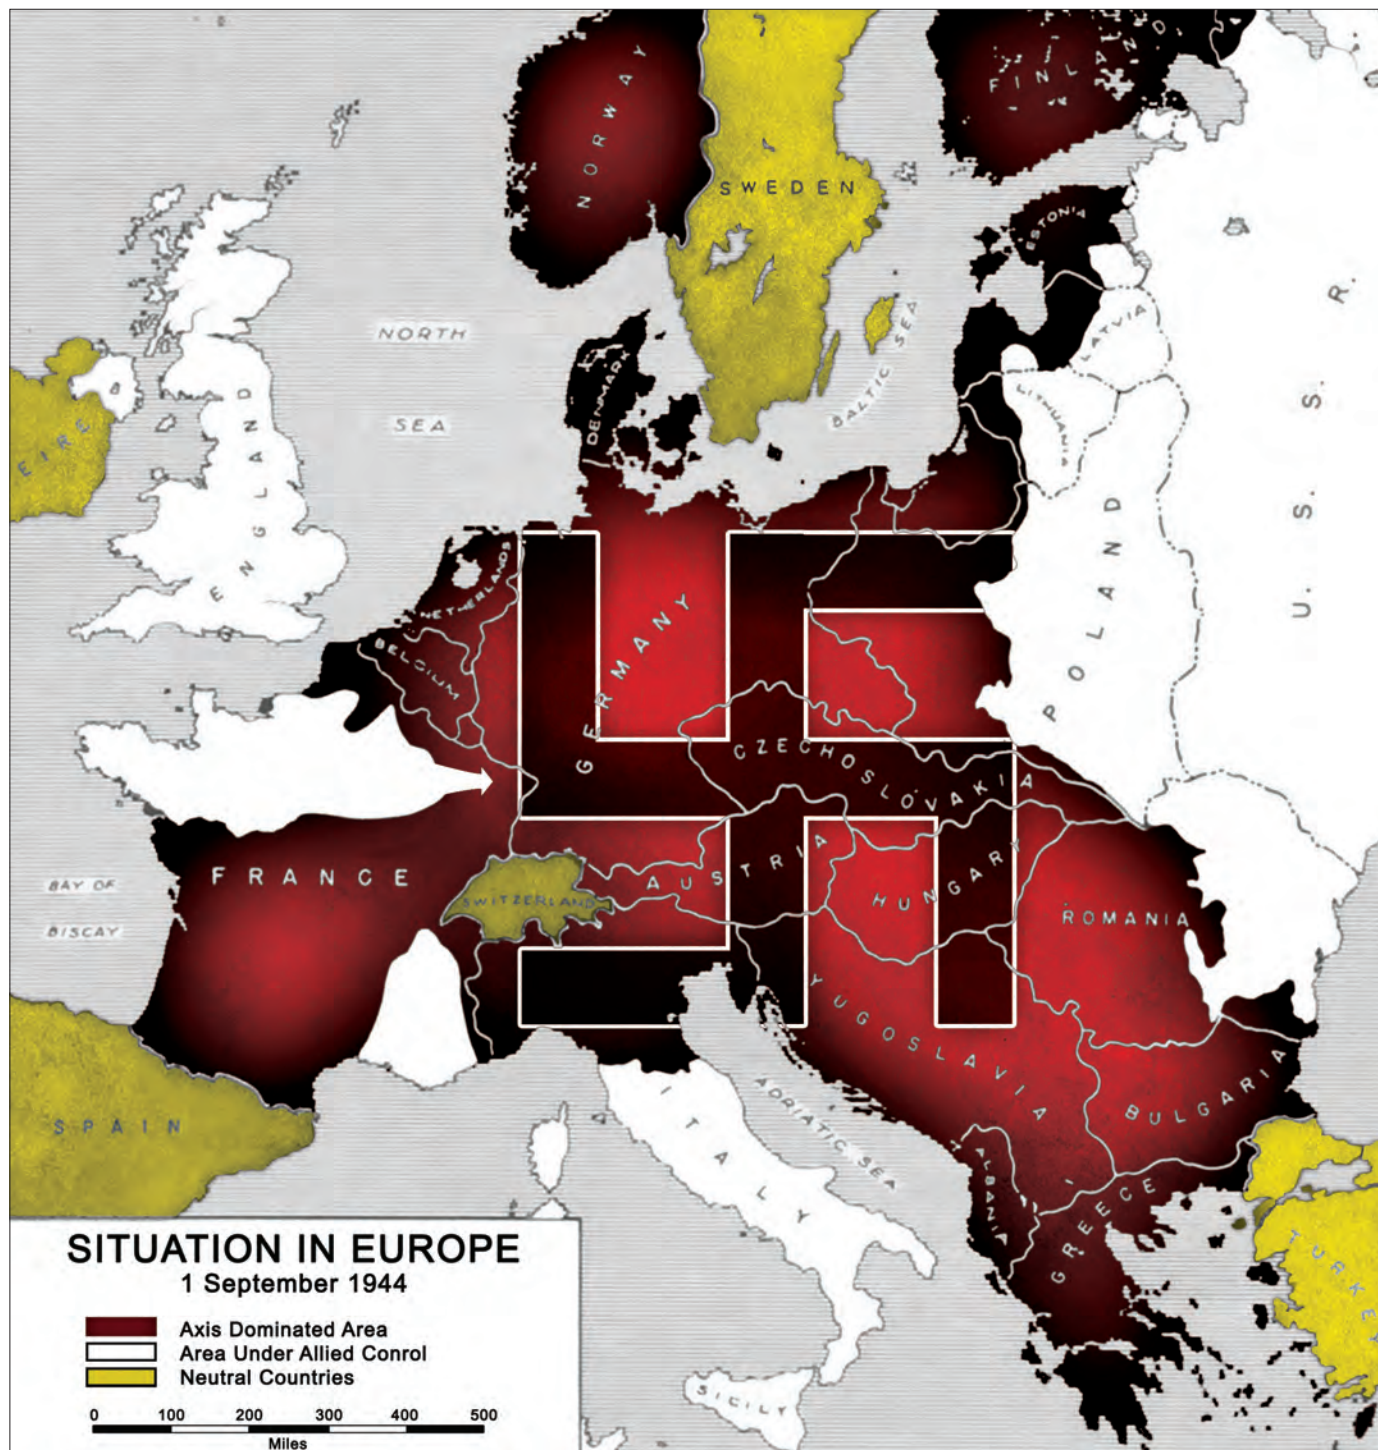 NORWAY
FINLAND
SWEDEN
ESTONIA
NORTH
SEA
BALTIC SEA
LATVIA
U. S. S. R.
DENMARK
LITHUANIA
EIRE
ENGLAND
POLAND
NETHERLANDS
BELGIUM
GERMANY
CZECHOSLOVAKIA
FRANCE
AUSTRIA
HUNGARY
BAY OF
BISCAY
SWITZERLAND
ROMANIA
YUGOSLAVIA
SPAIN
ITALY
ADRIATIC SEA
BULGARIA
ALBANIA
GREECE
TURKEY
SICILY
SITUATION IN EUROPE
1 September 1944
Axis Dominated Area
Area Under Allied Conrol
Neutral Countries
0 100 200 300 400 500
Miles